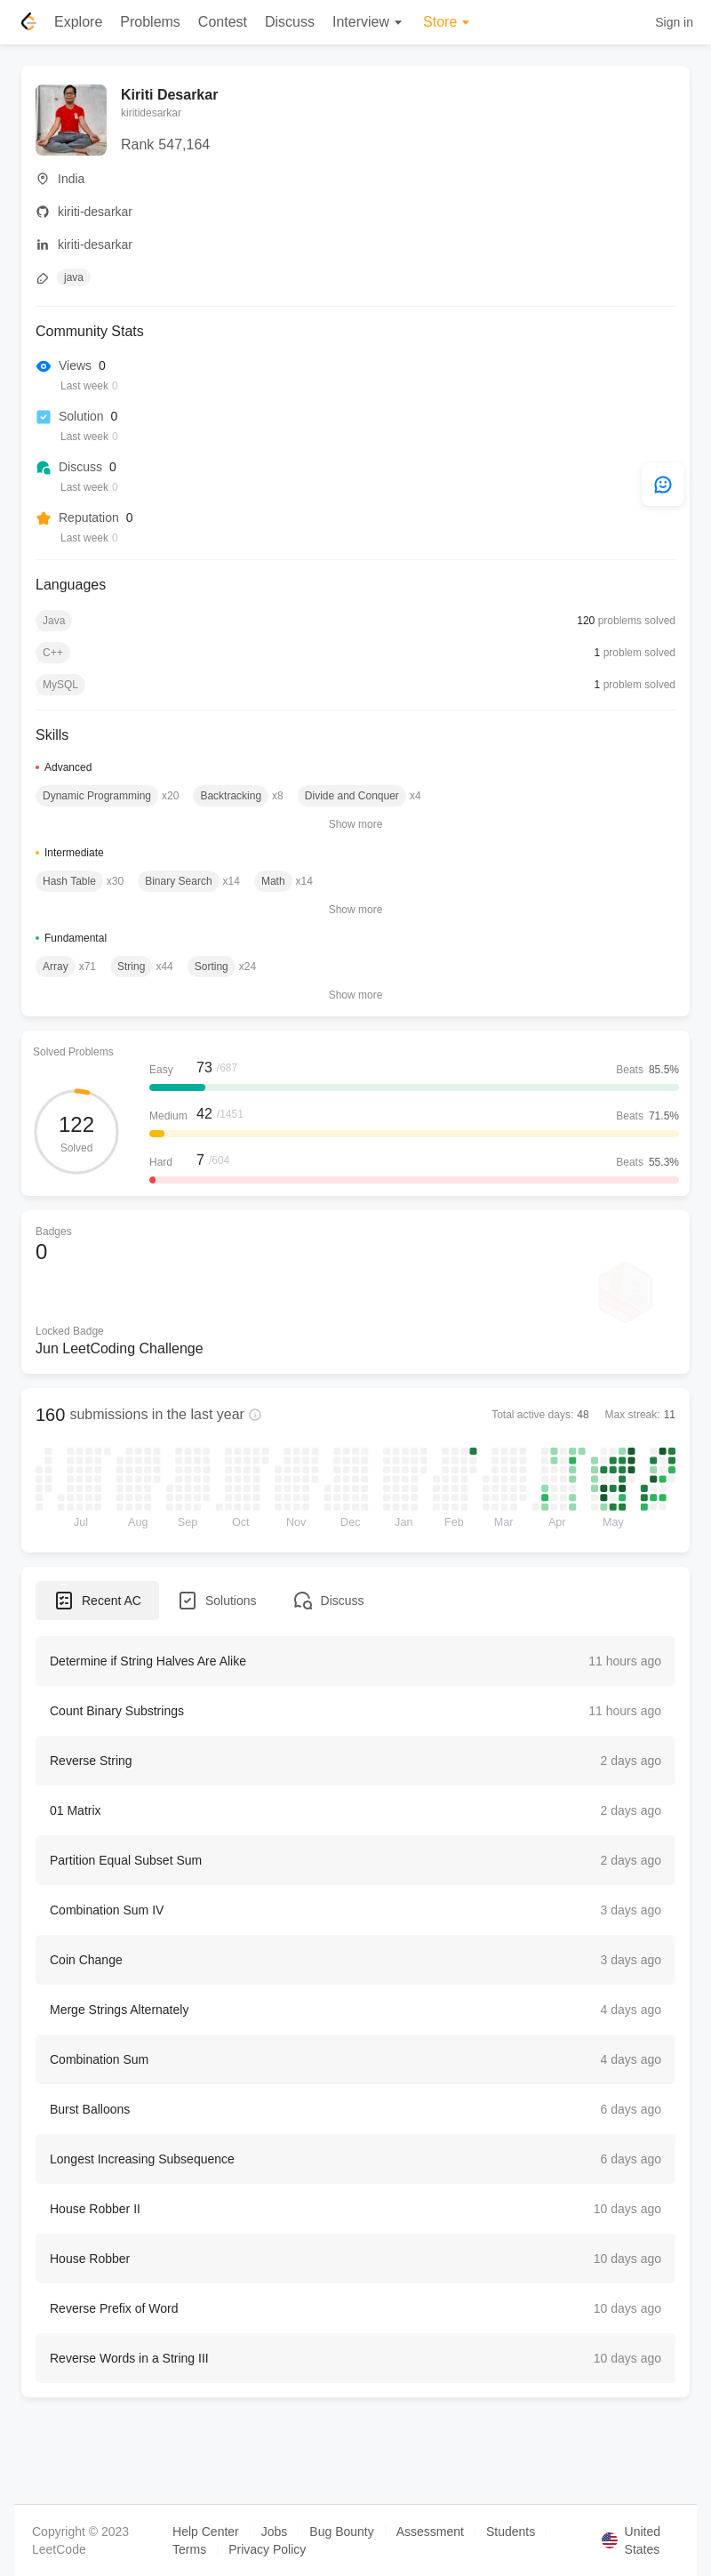 Explore Problems Contest Discuss Interview Store Sign in
Kiriti Desarkar
kiritidesarkar
Rank 547,164
India
kiriti-desarkar
kiriti-desarkar
java
Community Stats
Views 0
Last week 0
Solution 0
Last week 0
Discuss 0
Last week 0
Reputation 0
Last week 0
Languages
Java 120 problems solved
C++ 1 problem solved
MySQL 1 problem solved
Skills
Advanced
Dynamic Programming x20 Backtracking x8 Divide and Conquer x4
Show more
Intermediate
Hash Table x30 Binary Search x14 Math x14
Show more
Fundamental
Array x71 String x44 Sorting x24
Show more
Solved Problems
122
Solved
Easy 73 /687 Beats 85.5%
Medium 42 /1451 Beats 71.5%
Hard 7 /604 Beats 55.3%
Badges
0
Locked Badge
Jun LeetCoding Challenge
160 submissions in the last year Total active days: 48 Max streak: 11
Jul Aug Sep Oct Nov Dec Jan Feb Mar Apr May
Recent AC Solutions Discuss
Determine if String Halves Are Alike 11 hours ago
Count Binary Substrings 11 hours ago
Reverse String 2 days ago
01 Matrix 2 days ago
Partition Equal Subset Sum 2 days ago
Combination Sum IV 3 days ago
Coin Change 3 days ago
Merge Strings Alternately 4 days ago
Combination Sum 4 days ago
Burst Balloons 6 days ago
Longest Increasing Subsequence 6 days ago
House Robber II 10 days ago
House Robber 10 days ago
Reverse Prefix of Word 10 days ago
Reverse Words in a String III 10 days ago
Copyright © 2023
LeetCode
Help Center Jobs Bug Bounty Assessment Students
Terms Privacy Policy
United
States